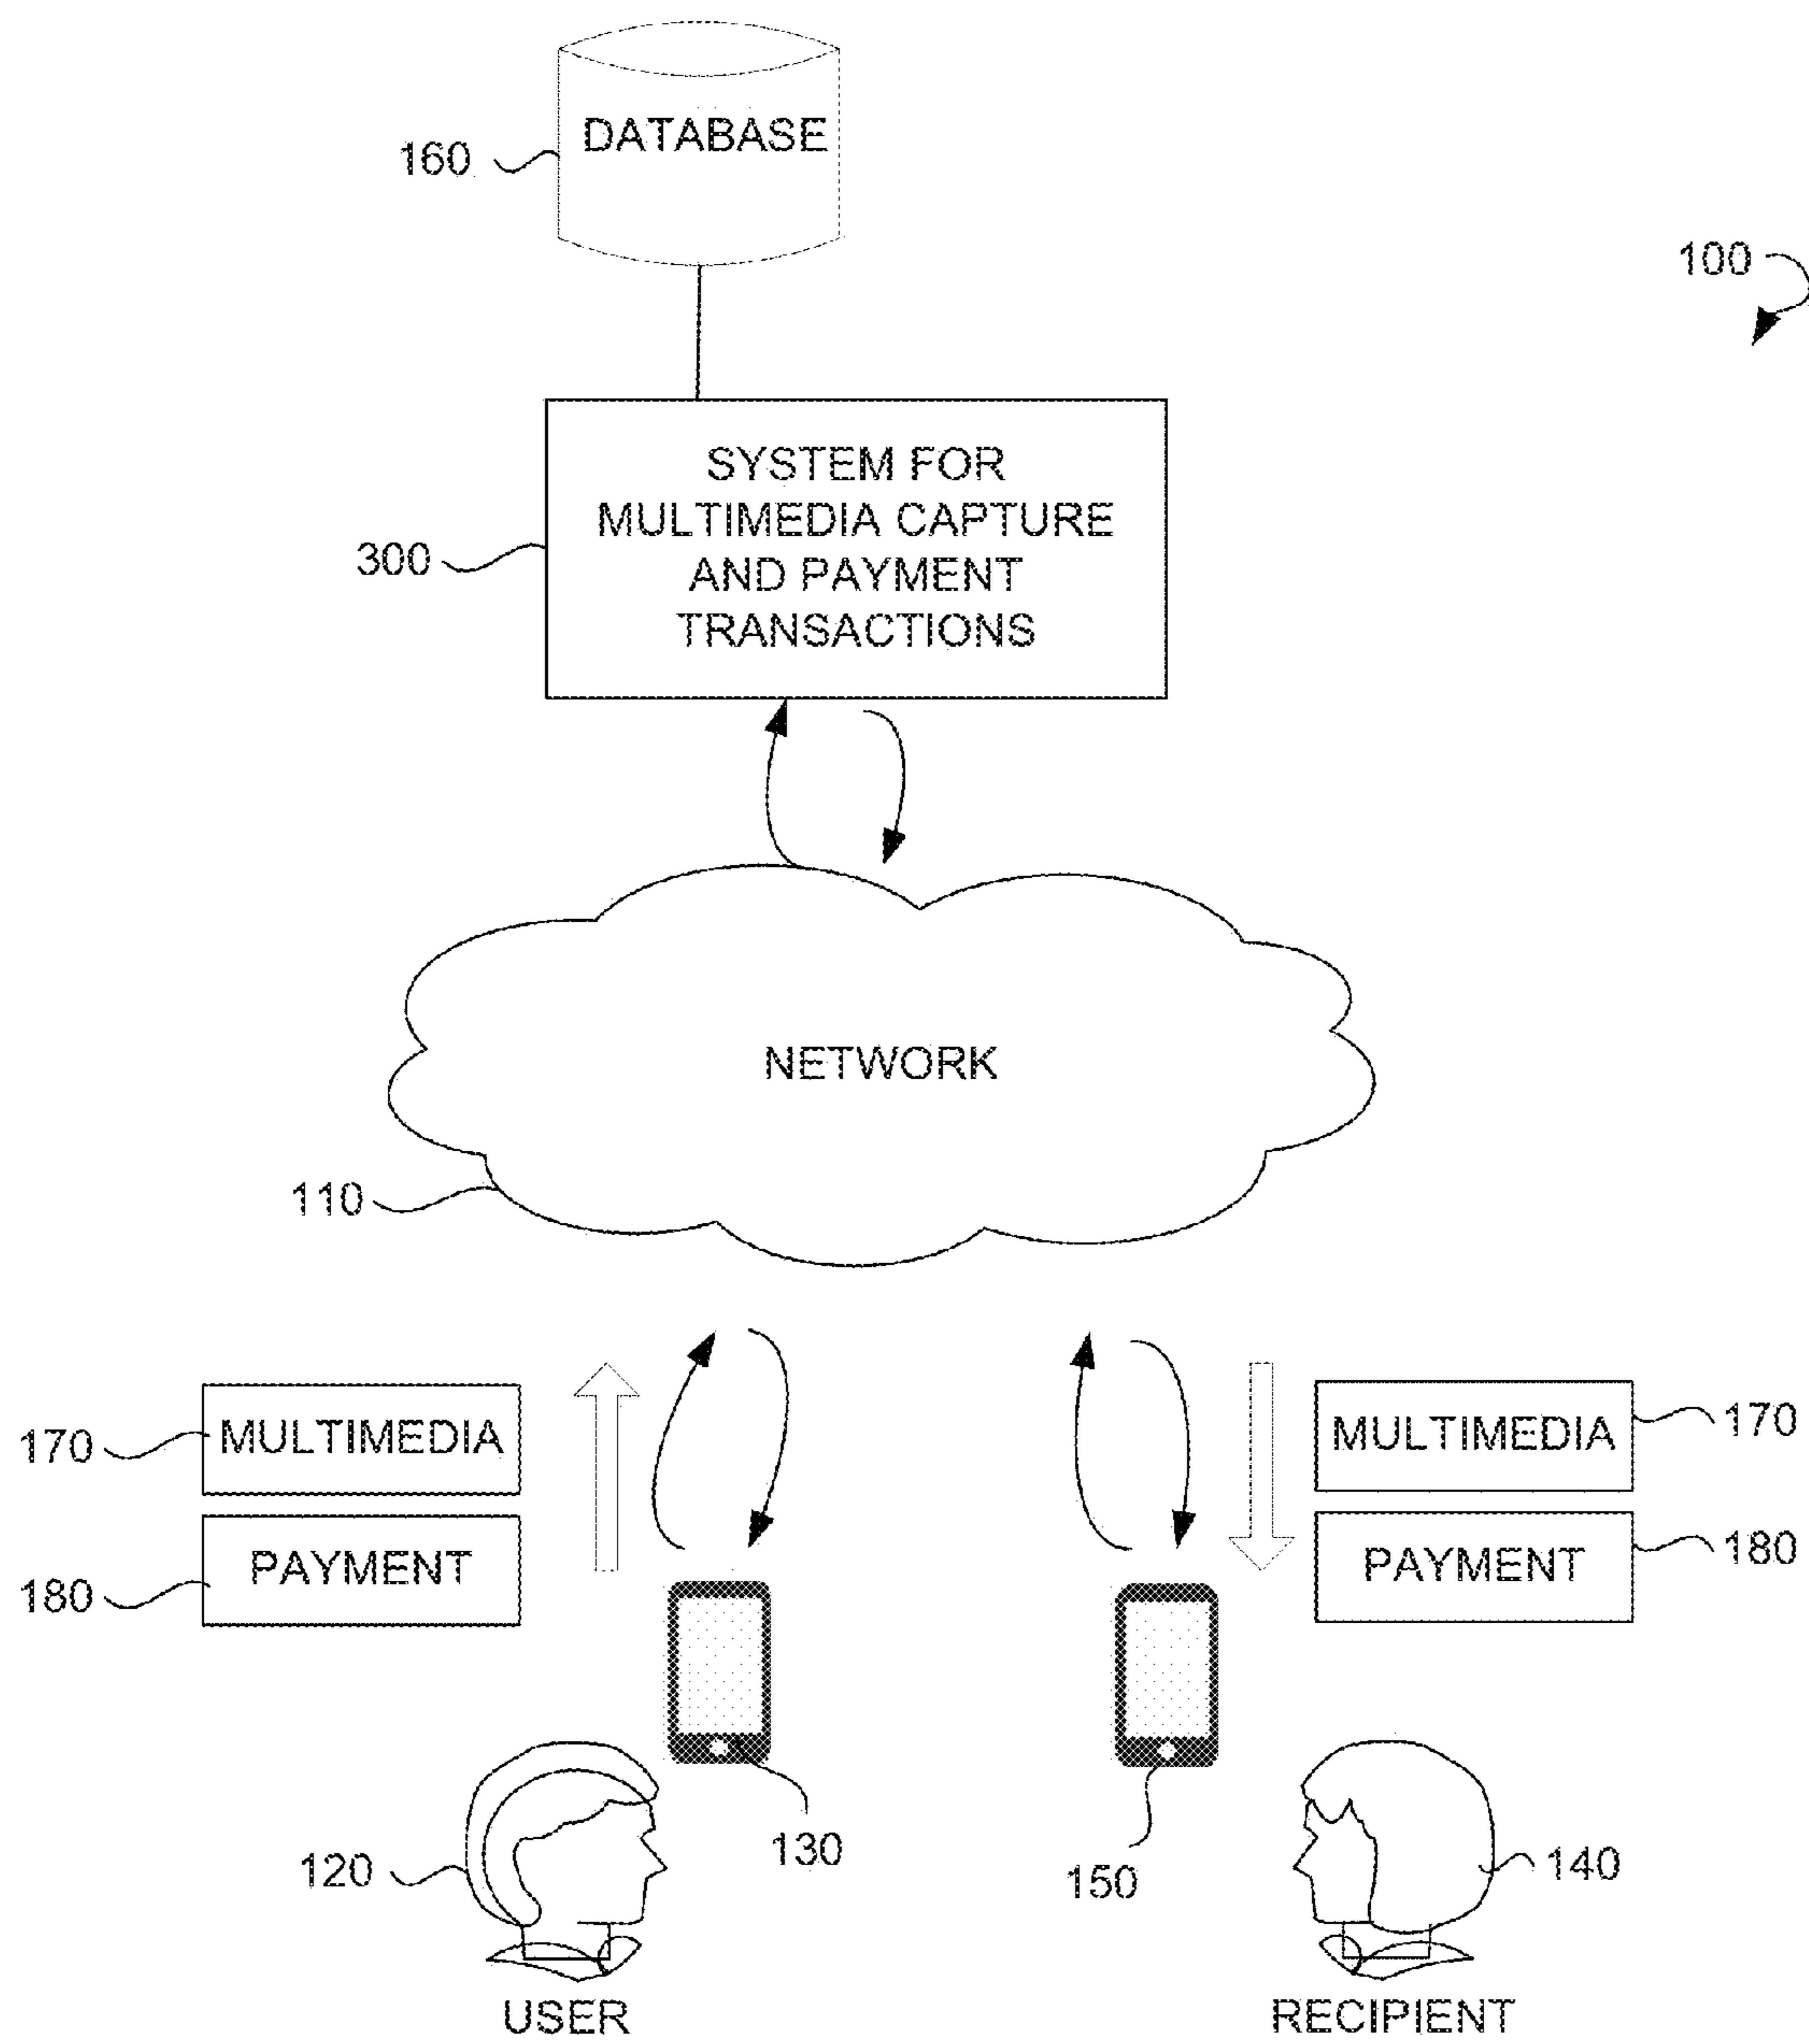 DATABASE
160
100
SYSTEM FOR
MULTIMEDIA CAPTURE
AND PAYMENT
TRANSACTIONS
300
NETWORK
110
170
MULTIMEDIA
MULTIMEDIA
170
180
PAYMENT
PAYMENT
180
120
130
150
140
USER
RECIPIENT